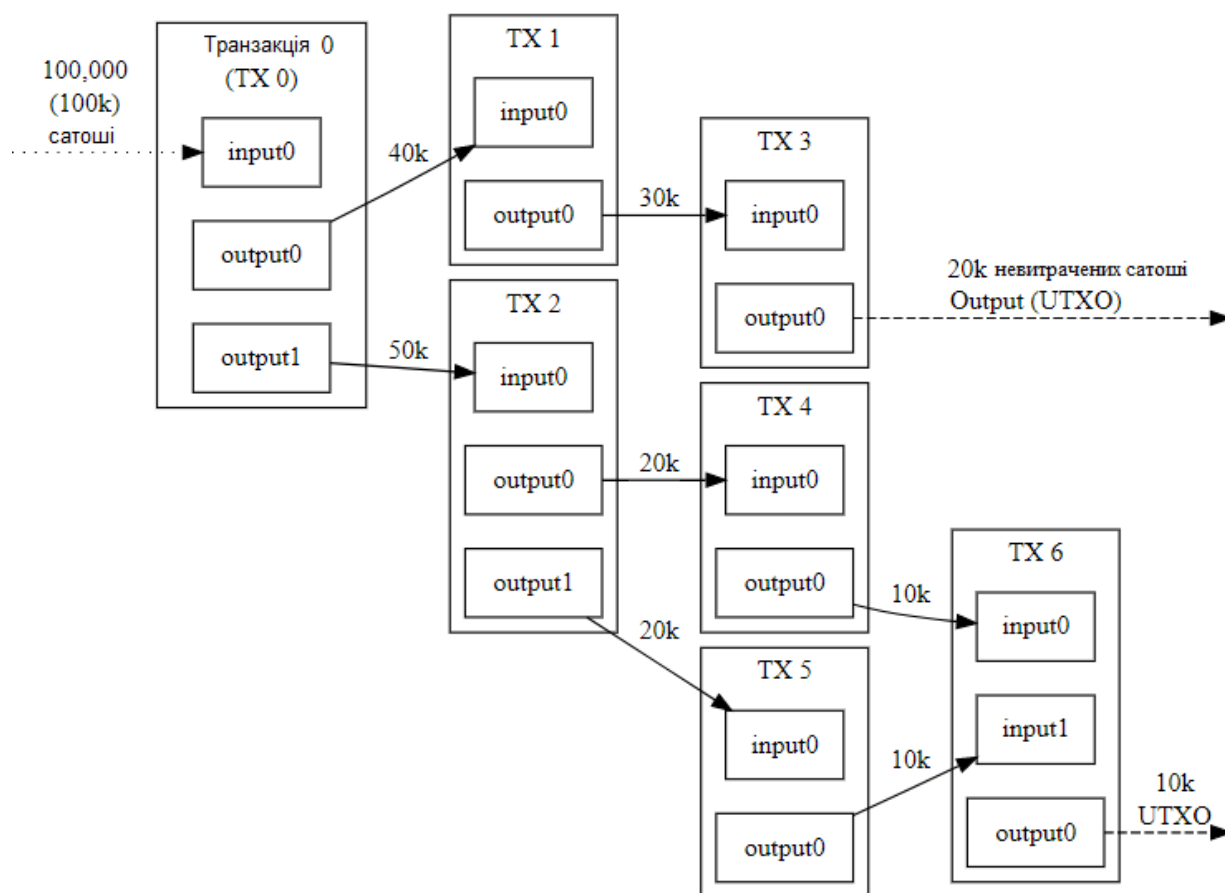 100,000
(100k)
сатоші
Транзакція 0
(TX 0)
input0
output0
output1
40k
50k
TX 1
input0
output0
30k
TX 2
input0
output0
output1
20k
20k
TX 3
input0
output0
20k невитрачених сатоші
Output (UTXO)
TX 4
input0
output0
10k
TX 5
input0
output0
10k
TX 6
input0
input1
output0
10k
UTXO